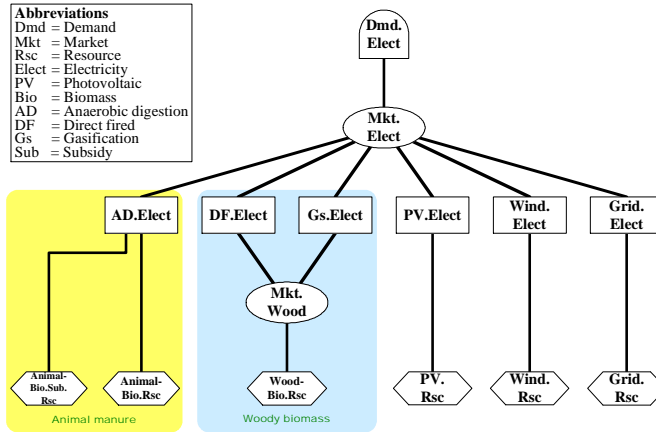 Abbreviations
Dmd = Demand
Mkt = Market
Rsc = Resource
Elect = Electricity
PV = Photovoltaic
Bio = Biomass
AD = Anaerobic digestion
DF = Direct fired
Gs = Gasification
Sub = Subsidy
Dmd.
Elect
Mkt.
Elect
AD.Elect
DF.Elect
Gs.Elect
PV.Elect
Wind.
Elect
Grid.
Elect
Mkt.
Wood
Animal-
Bio.Sub.
Rsc
Animal-
Bio.Rsc
Wood-
Bio.Rsc
PV.
Rsc
Wind.
Rsc
Grid.
Rsc
Animal manure
Woody biomass